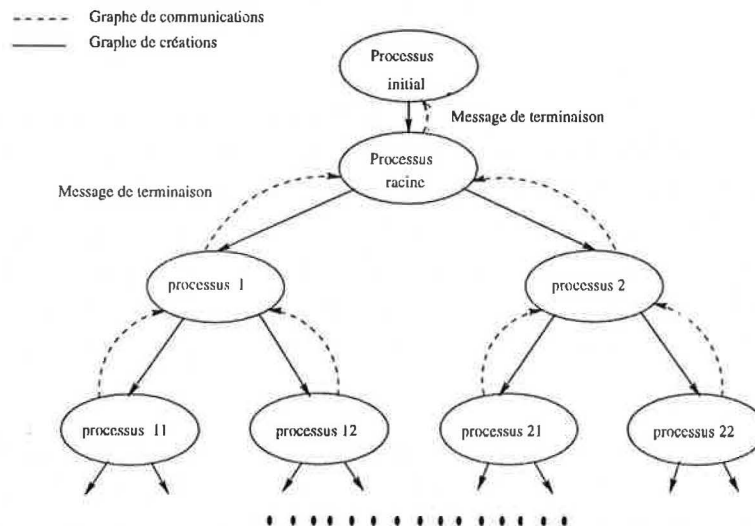 Graphe de communications
Graphe de créations
Processus
initial
Message de terminaison
Processus
racine
Message de terminaison
processus 1
processus 2
processus 11
processus 12
processus 21
processus 22